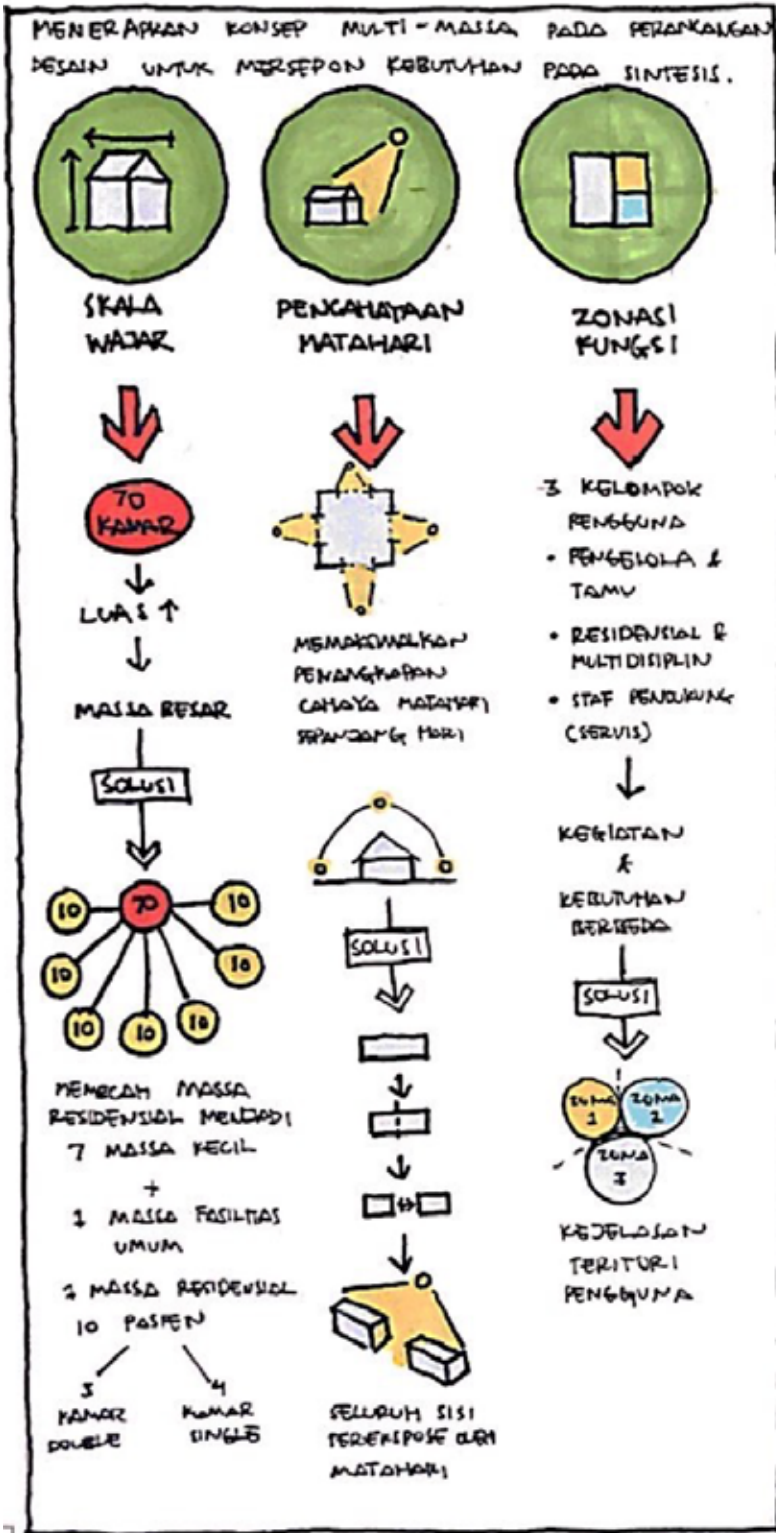 MENERAPKAN KONSEP MULTI-MASSA PADA PERANCANGAN
DESAIN UNTUK MERSEPON KEBUTUHAN PADA SINTESIS.
SKALA
WAJAR
70
KAMAR
LUAS ↑
MASSA BESAR
SOLUSI
70
10
10
10
10
10
10
10
MEMECAH MASSA
RESIDENSIAL MENJADI
7 MASSA KECIL
+
1 MASSA FASILITAS
UMUM
1 MASSA RESIDENSIAL
10 PASIEN
3
KAMAR
DOUBLE
4
KAMAR
SINGLE
PENCAHAYAAN
MATAHARI
MEMAKSIMALKAN
PENANGKAPAN
CAHAYA MATAHARI
SEPANJANG HARI
SOLUSI
SELURUH SISI
TEREKSPOSE OLEH
MATAHARI
ZONASI
FUNGSI
3 KELOMPOK
PENGGUNA
• PENGELOLA &
TAMU
• RESIDENSIAL &
MULTIDISIPLIN
• STAF PENDUKUNG
(SERVIS)
KEGIATAN
&
KEBUTUHAN
BERBEDA
SOLUSI
ZONA
1
ZONA
2
ZONA
3
KEJELASAN
TERITORI
PENGGUNA